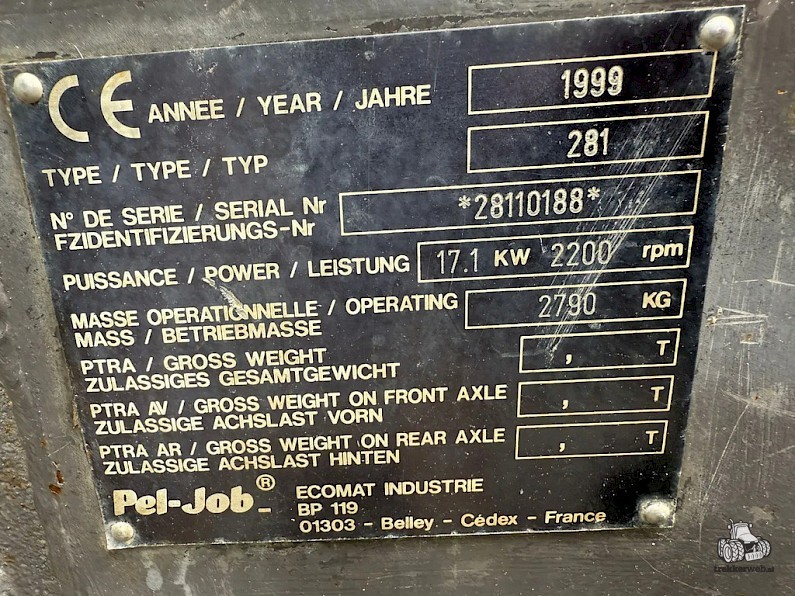 CE ANNEE / YEAR / JAHRE 1999
TYPE / TYPE / TYP 281
N° DE SERIE / SERIAL Nr
FZIDENTIFIZIERUNGS-Nr *28110188*
PUISSANCE / POWER / LEISTUNG 17.1 KW 2200 rpm
MASSE OPERATIONNELLE / OPERATING
MASS / BETRIEBMASSE 2790 KG
PTRA / GROSS WEIGHT
ZULASSIGES GESAMTGEWICHT , T
PTRA AV / GROSS WEIGHT ON FRONT AXLE
ZULASSIGE ACHSLAST VORN , T
PTRA AR / GROSS WEIGHT ON REAR AXLE
ZULASSIGE ACHSLAST HINTEN , T
Pel-Job® ECOMAT INDUSTRIE
BP 119
01303 - Belley - Cédex - France